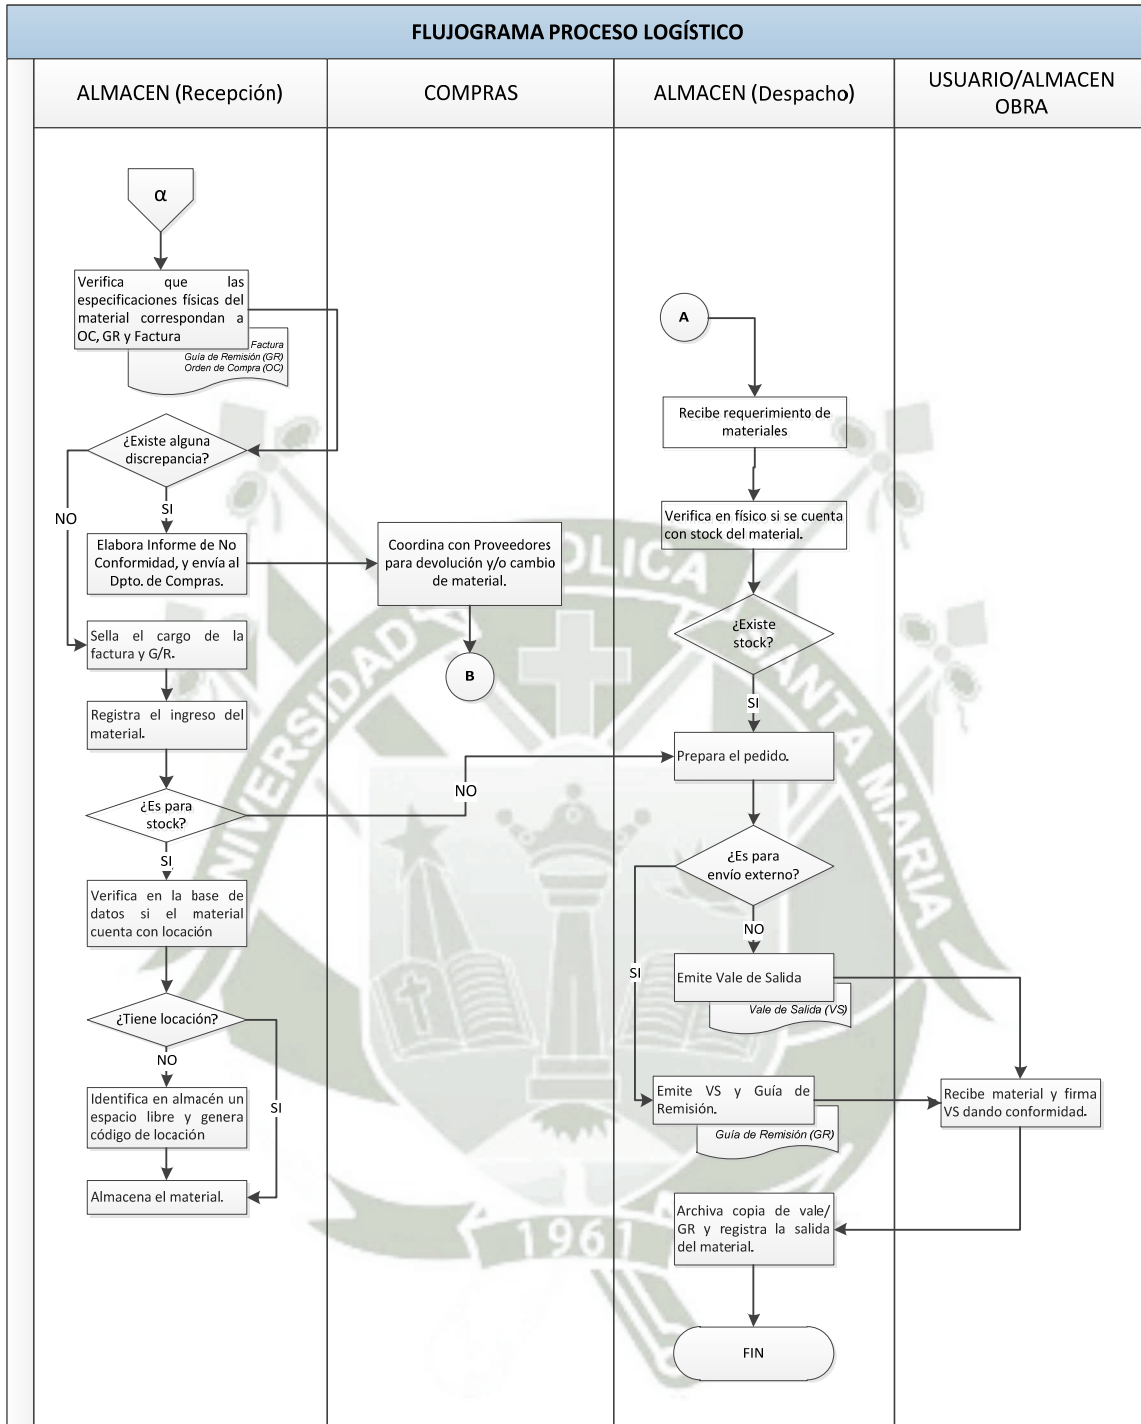 FLUJOGRAMA PROCESO LOGÍSTICO
ALMACEN (Recepción)
COMPRAS
ALMACEN (Despacho)
USUARIO/ALMACEN
OBRA
α
Verifica que las
especificaciones físicas del
material correspondan a
OC, GR y Factura
Factura
Guía de Remisión (GR)
Orden de Compra (OC)
¿Existe alguna
discrepancia?
NO
SI
Elabora Informe de No
Conformidad, y envía al
Dpto. de Compras.
Sella el cargo de la
factura y G/R.
Registra el ingreso del
material.
¿Es para
stock?
NO
SI
Verifica en la base de
datos si el material
cuenta con locación
¿Tiene locación?
NO
SI
Identifica en almacén un
espacio libre y genera
código de locación
Almacena el material.
Coordina con Proveedores
para devolución y/o cambio
de material.
B
A
Recibe requerimiento de
materiales
Verifica en físico si se cuenta
con stock del material.
¿Existe
stock?
SI
Prepara el pedido.
¿Es para
envío externo?
NO
SI
Emite Vale de Salida
Vale de Salida (VS)
Emite VS y Guía de
Remisión.
Guía de Remisión (GR)
Recibe material y firma
VS dando conformidad.
Archiva copia de vale/
GR y registra la salida
del material.
FIN
UNIVERSIDAD CATOLICA SANTA MARIA
1961